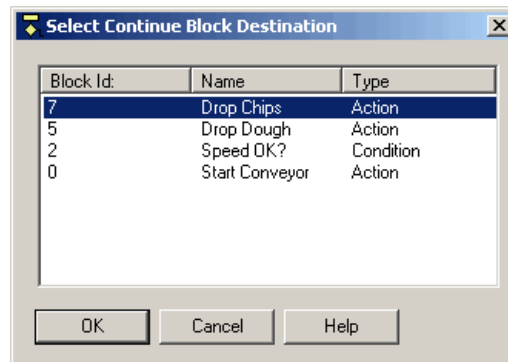 Select Continue Block Destination
Block Id: Name Type
7 Drop Chips Action
5 Drop Dough Action
2 Speed OK? Condition
0 Start Conveyor Action
OK Cancel Help